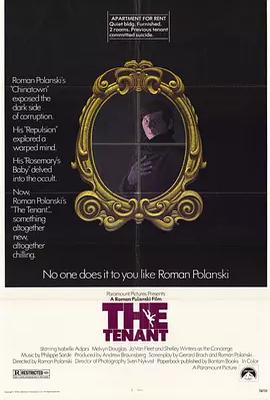 APARTMENT FOR RENT
Quiet bldg. Furnished.
2 rooms. Previous tenant
committed suicide.
Roman Polanski's
"Chinatown"
exposed the
dark side
of corruption.
His "Repulsion"
explored a
warped mind.
His "Rosemary's
Baby" delved
into the occult.
Now,
Roman Polanski's
"The Tenant"...
something
altogether
new,
altogether
chilling.
No one does it to you like Roman Polanski
Paramount Pictures Presents
A Roman Polanski Film
THE
TENANT
Starring Isabelle Adjani Melvyn Douglas Jo Van Fleet and Shelley Winters as the Concierge
Music by Philippe Sarde Produced by Andrew Braunsberg Screenplay by Gerard Brach and Roman Polanski
Directed by Roman Polanski Director of Photography Sven Nykvist Paperback published by Bantam Books In Color
R RESTRICTED
A Paramount Picture